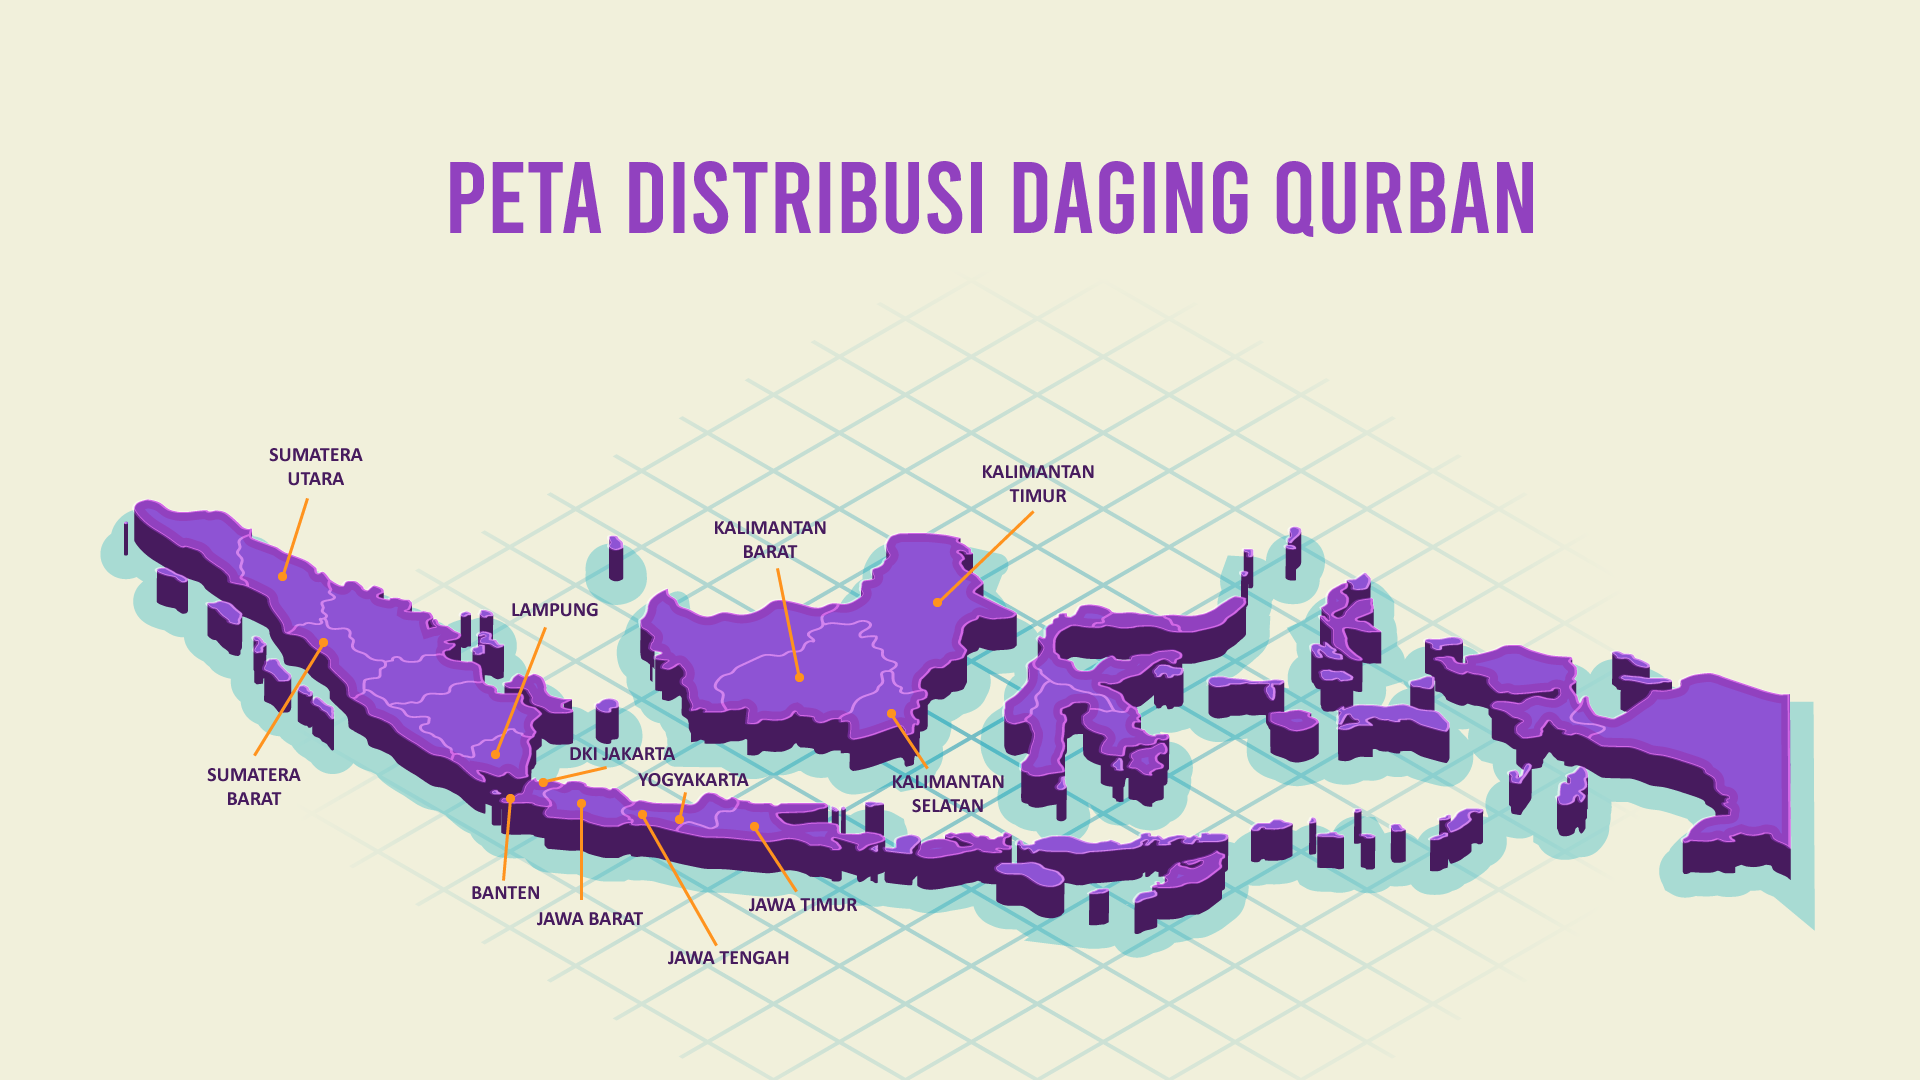 PETA DISTRIBUSI DAGING QURBAN
SUMATERA
UTARA
KALIMANTAN
TIMUR
KALIMANTAN
BARAT
LAMPUNG
DKI JAKARTA
YOGYAKARTA
SUMATERA
BARAT
KALIMANTAN
SELATAN
BANTEN
JAWA BARAT
JAWA TIMUR
JAWA TENGAH